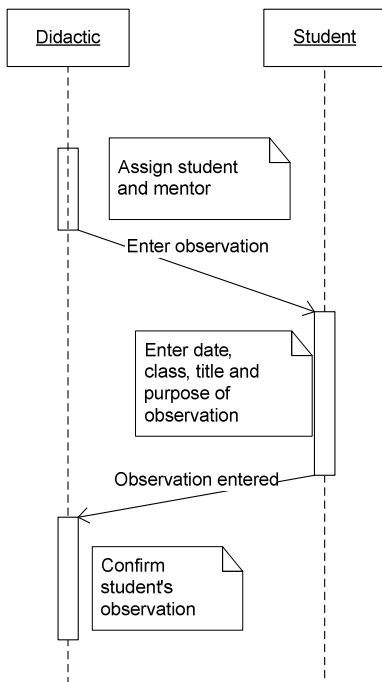 Didactic
Student
Assign student
and mentor
Enter observation
Enter date,
class, title and
purpose of
observation
Observation entered
Confirm
student's
observation